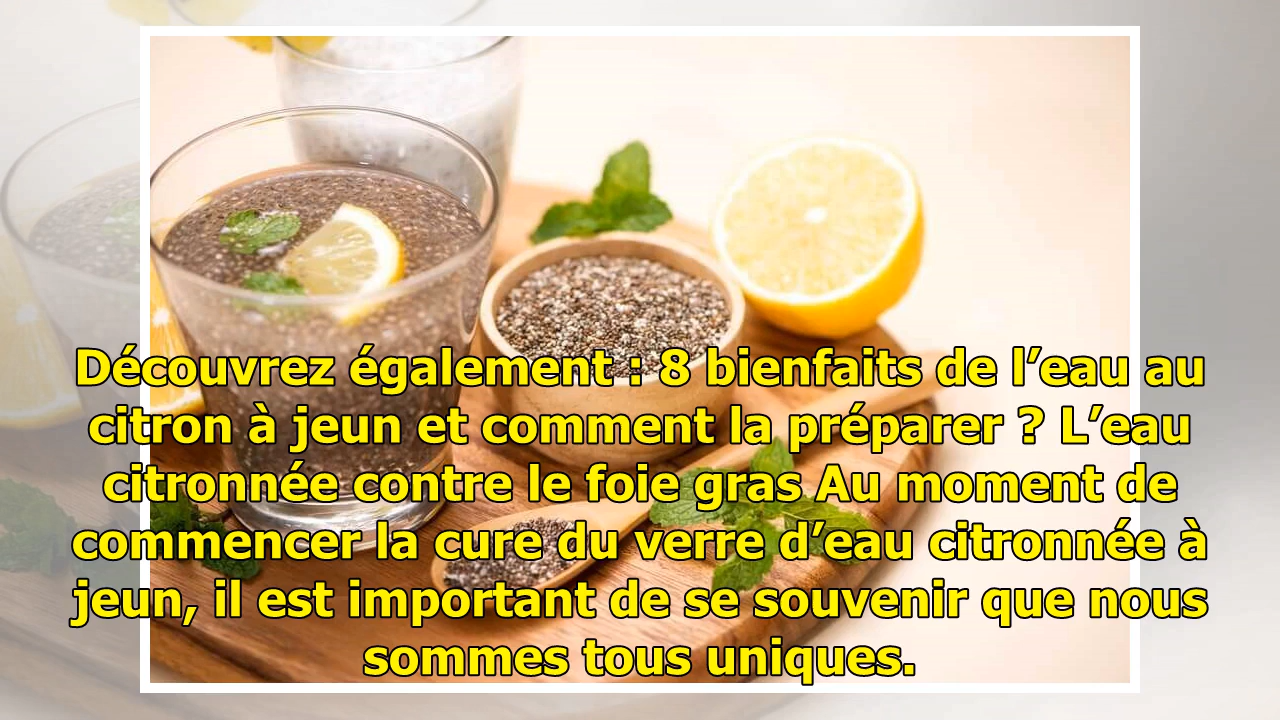 Découvrez également : 8 bienfaits de l’eau au
citron à jeun et comment la préparer ? L’eau
citronnée contre le foie gras Au moment de
commencer la cure du verre d’eau citronnée à
jeun, il est important de se souvenir que nous
sommes tous uniques.